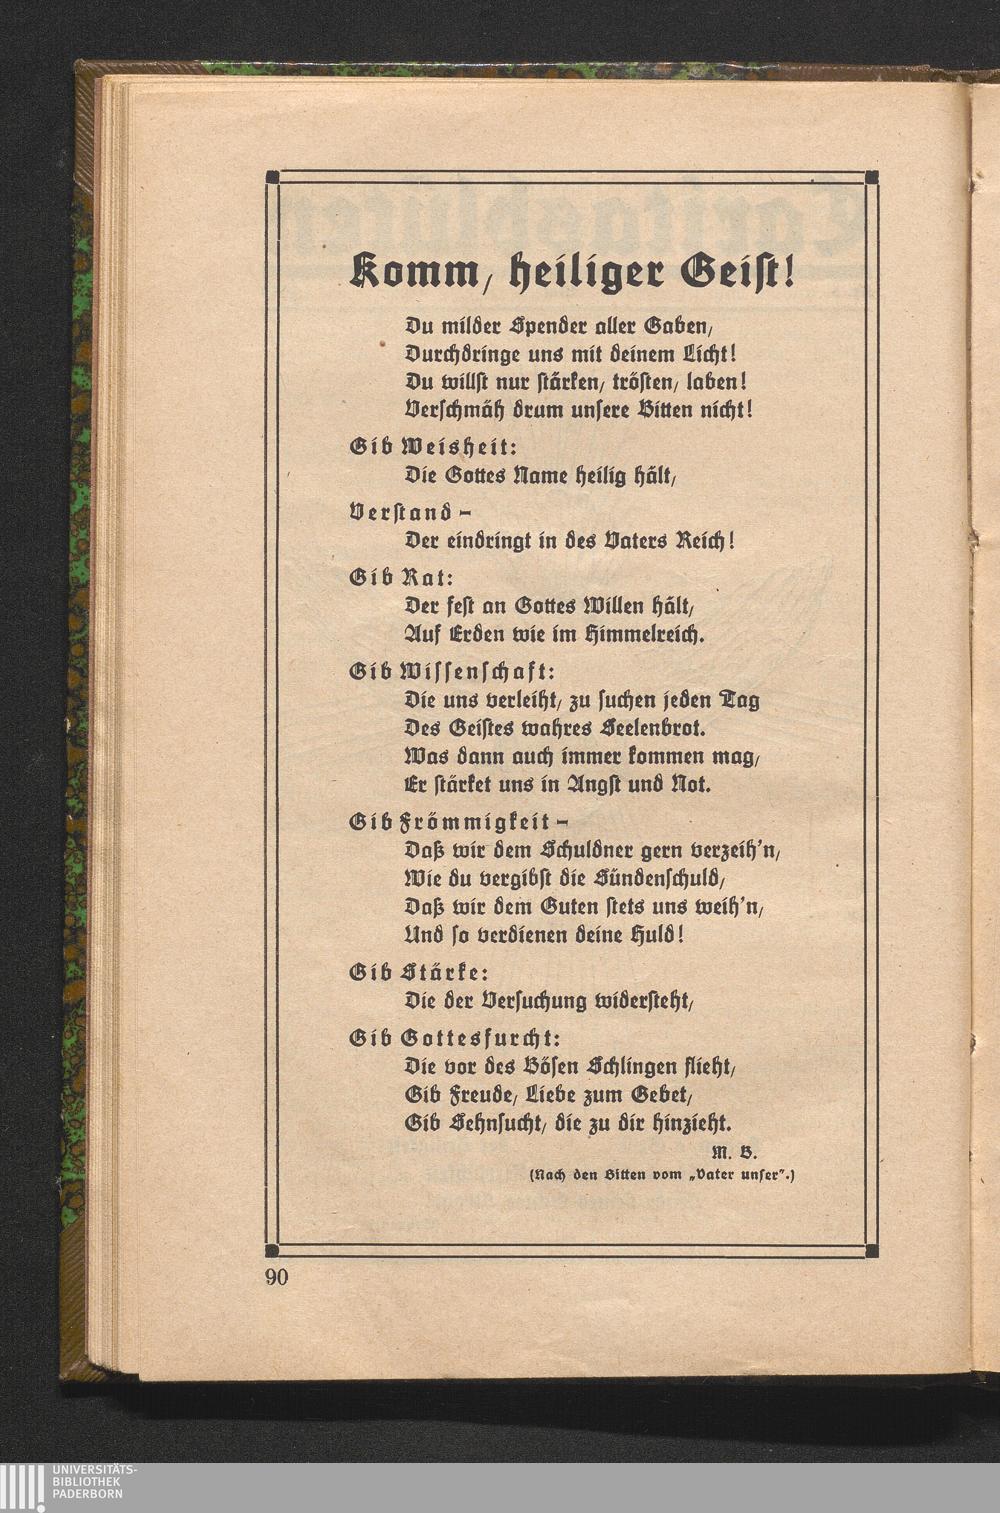 Komm, heiliger Geist!
Du milder Spender aller Gaben,
Durchdringe uns mit deinem Licht!
Du willst nur stärken, trösten, laben!
Verschmäh drum unsere Bitten nicht!
Gib Weisheit:
Die Gottes Name heilig hält,
Verstand –
Der eindringt in des Vaters Reich!
Gib Rat:
Der fest an Gottes Willen hält,
Auf Erden wie im Himmelreich.
Gib Wissenschaft:
Die uns verleiht, zu suchen jeden Tag
Des Geistes wahres Seelenbrot.
Was dann auch immer kommen mag,
Er stärket uns in Angst und Not.
Gib Frömmigkeit –
Daß wir dem Schuldner gern verzeih'n,
Wie du vergibst die Sündenschuld,
Daß wir dem Guten stets uns weih'n,
Und so verdienen deine Huld!
Gib Stärke:
Die der Versuchung widersteht,
Gib Gottesfurcht:
Die vor des Bösen Schlingen flieht,
Gib Freude, Liebe zum Gebet,
Gib Sehnsucht, die zu dir hinzieht.
M. B.
(Nach den Bitten vom „Vater unser".)
90
UNIVERSITÄTS-
BIBLIOTHEK
PADERBORN